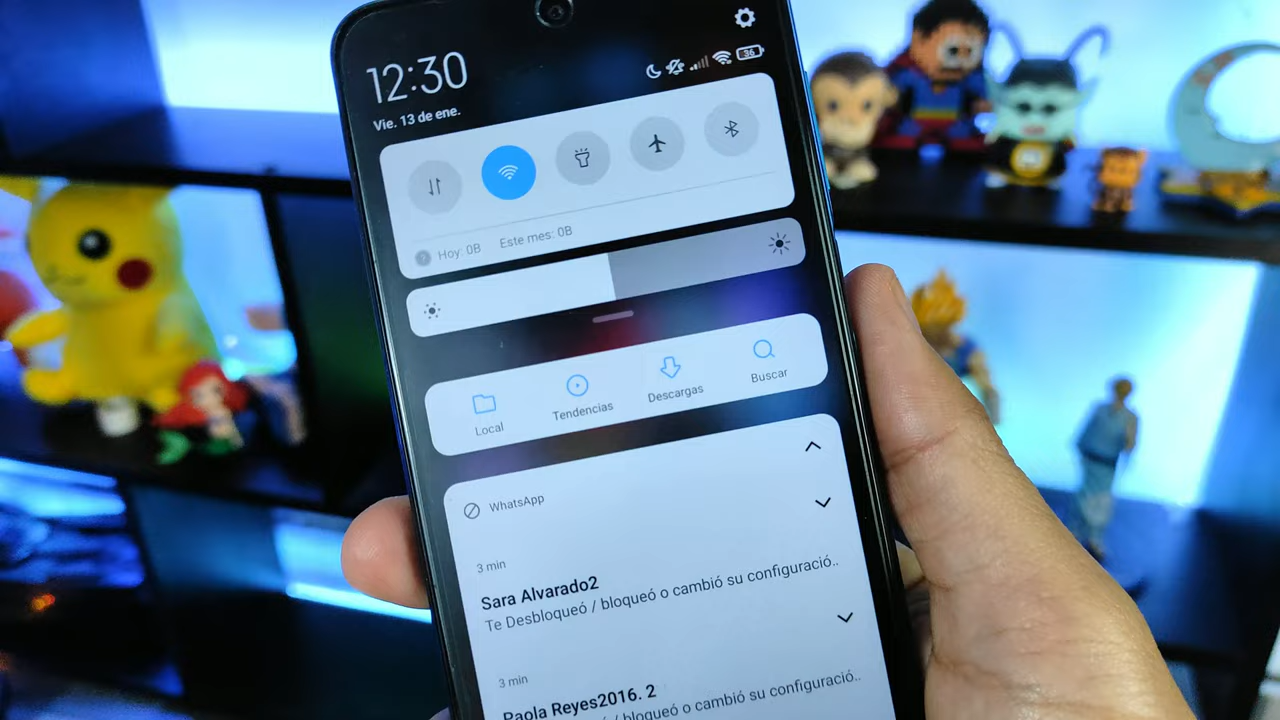 12:30
Vie. 13 de ene.
36
Hoy: 0B Este mes: 0B
Local
Tendencias
Descargas
Buscar
WhatsApp
3 min
Sara Alvarado2
Te Desbloqueó / bloqueó o cambió su configuració..
3 min
Paola Reyes2016. 2
bloqueó o cambió su configuració..